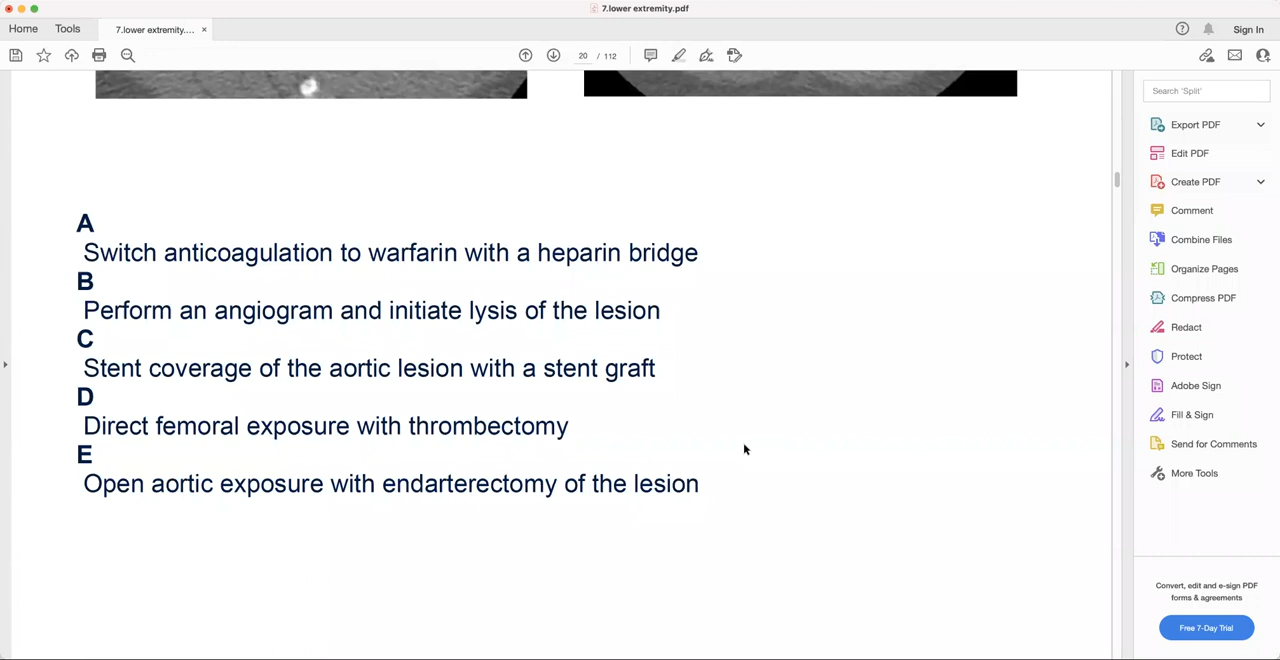 7.lower extremity.pdf
Home Tools 7.lower extremity.... × Sign In
20 / 112
Search 'Split'
Export PDF
Edit PDF
Create PDF
Comment
Combine Files
Organize Pages
Compress PDF
Redact
Protect
Adobe Sign
Fill & Sign
Send for Comments
More Tools
Convert, edit and e-sign PDF
forms & agreements
Free 7-Day Trial
A
Switch anticoagulation to warfarin with a heparin bridge
B
Perform an angiogram and initiate lysis of the lesion
C
Stent coverage of the aortic lesion with a stent graft
D
Direct femoral exposure with thrombectomy
E
Open aortic exposure with endarterectomy of the lesion